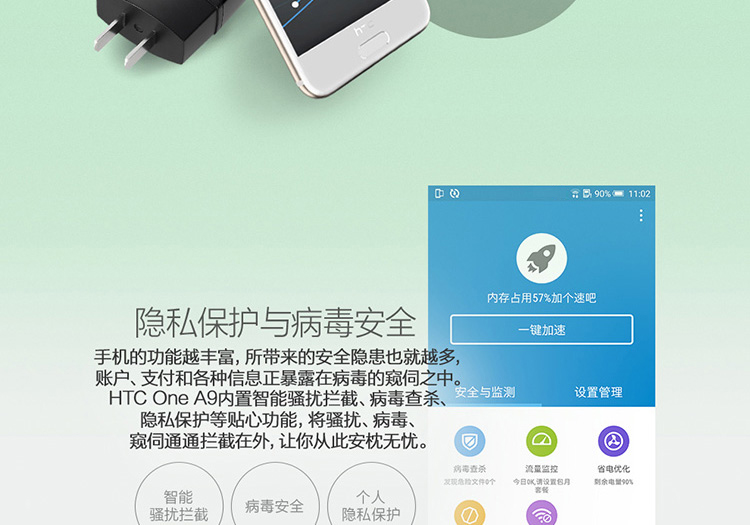 hTC
90% 11:02
内存占用57%加个速吧
一键加速
隐私保护与病毒安全
手机的功能越丰富，所带来的安全隐患也就越多，
账户、支付和各种信息正暴露在病毒的窥伺之中。
HTC One A9内置智能骚扰拦截、病毒查杀、
隐私保护等贴心功能，将骚扰、病毒、
窥伺通通拦截在外，让你从此安枕无忧。
安全与监测 设置管理
病毒查杀 流量监控 省电优化
发现危险文件0个 今日0K,请设置包月 剩余电量90%
套餐
智能
骚扰拦截
病毒安全
个人
隐私保护